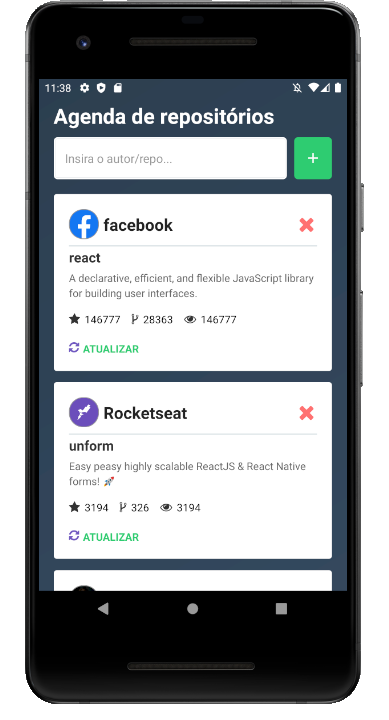 11:38
Agenda de repositórios
Insira o autor/repo...
+
facebook
react
A declarative, efficient, and flexible JavaScript library
for building user interfaces.
146777 28363 146777
ATUALIZAR
Rocketseat
unform
Easy peasy highly scalable ReactJS & React Native
forms! 🚀
3194 326 3194
ATUALIZAR